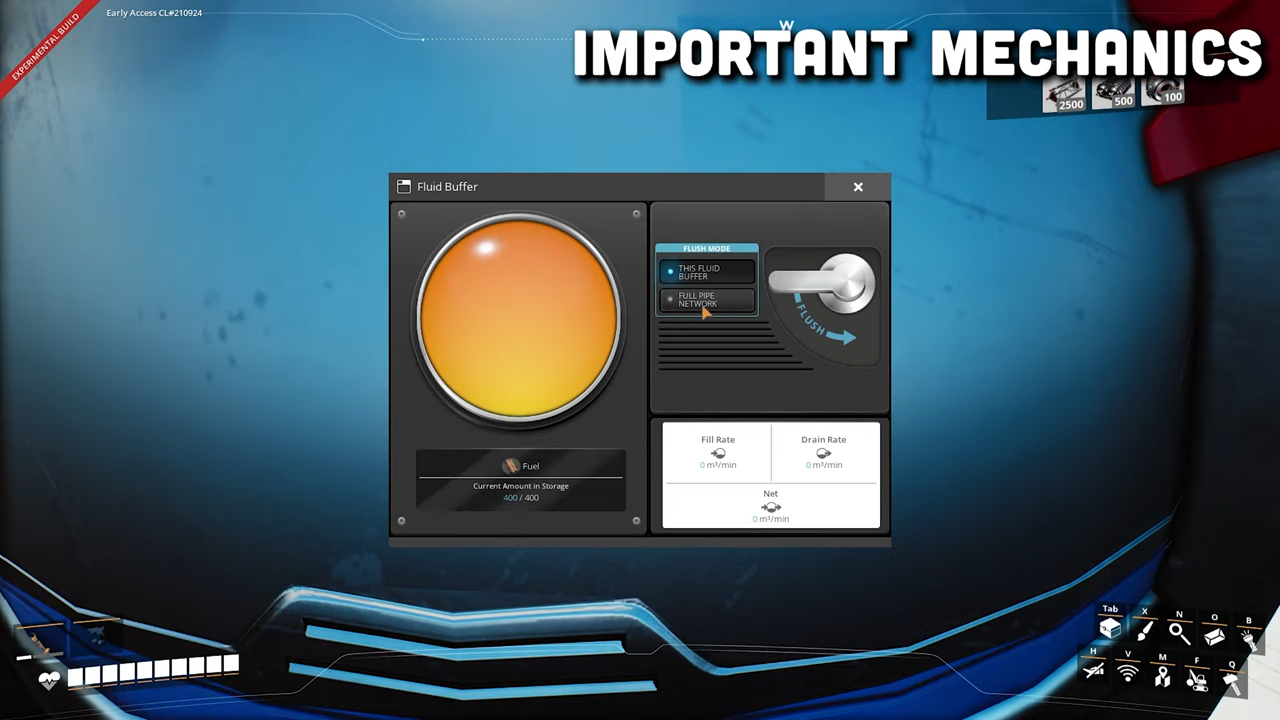 Early Access CL#210924
EXPERIMENTAL BUILD
W
IMPORTANT MECHANICS
2500
500
100
Fluid Buffer
FLUSH MODE
THIS FLUID
BUFFER
FULL PIPE
NETWORK
FLUSH
Fuel
Current Amount in Storage
400 / 400
Fill Rate
0 m³/min
Drain Rate
0 m³/min
Net
0 m³/min
Tab
X
N
O
B
H
V
M
F
Q